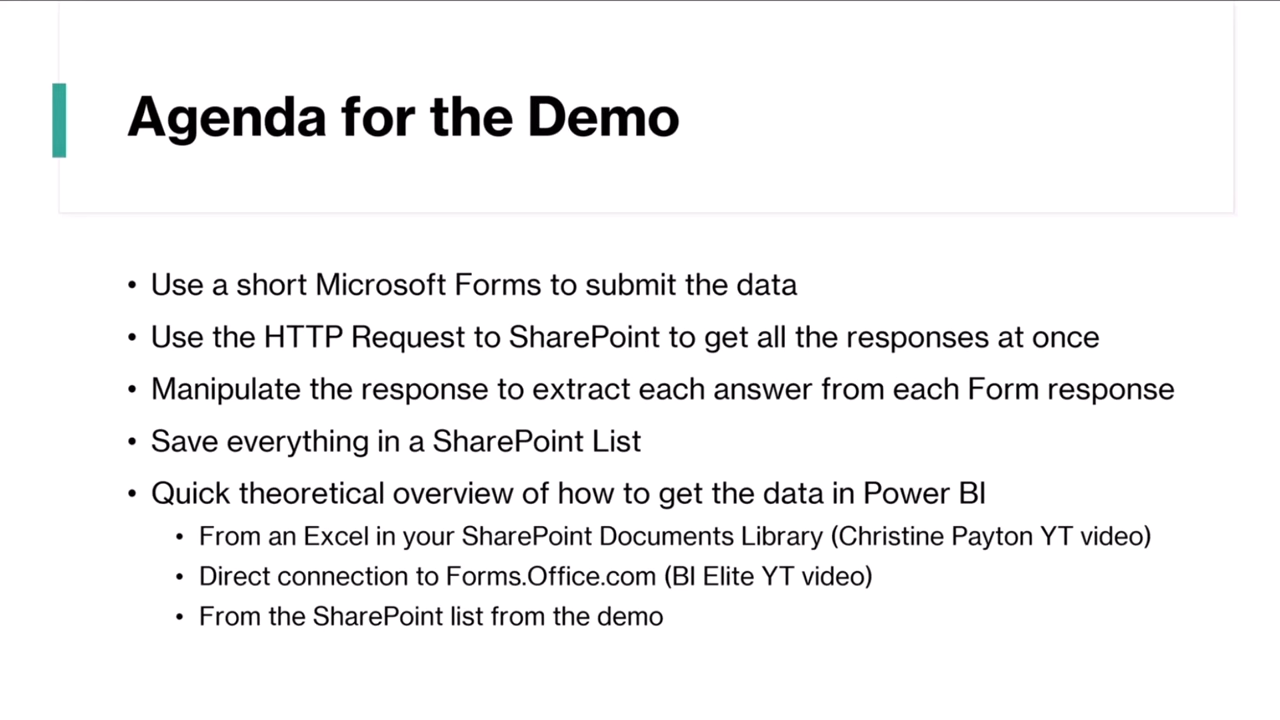 Agenda for the Demo
• Use a short Microsoft Forms to submit the data
• Use the HTTP Request to SharePoint to get all the responses at once
• Manipulate the response to extract each answer from each Form response
• Save everything in a SharePoint List
• Quick theoretical overview of how to get the data in Power BI
• From an Excel in your SharePoint Documents Library (Christine Payton YT video)
• Direct connection to Forms.Office.com (BI Elite YT video)
• From the SharePoint list from the demo